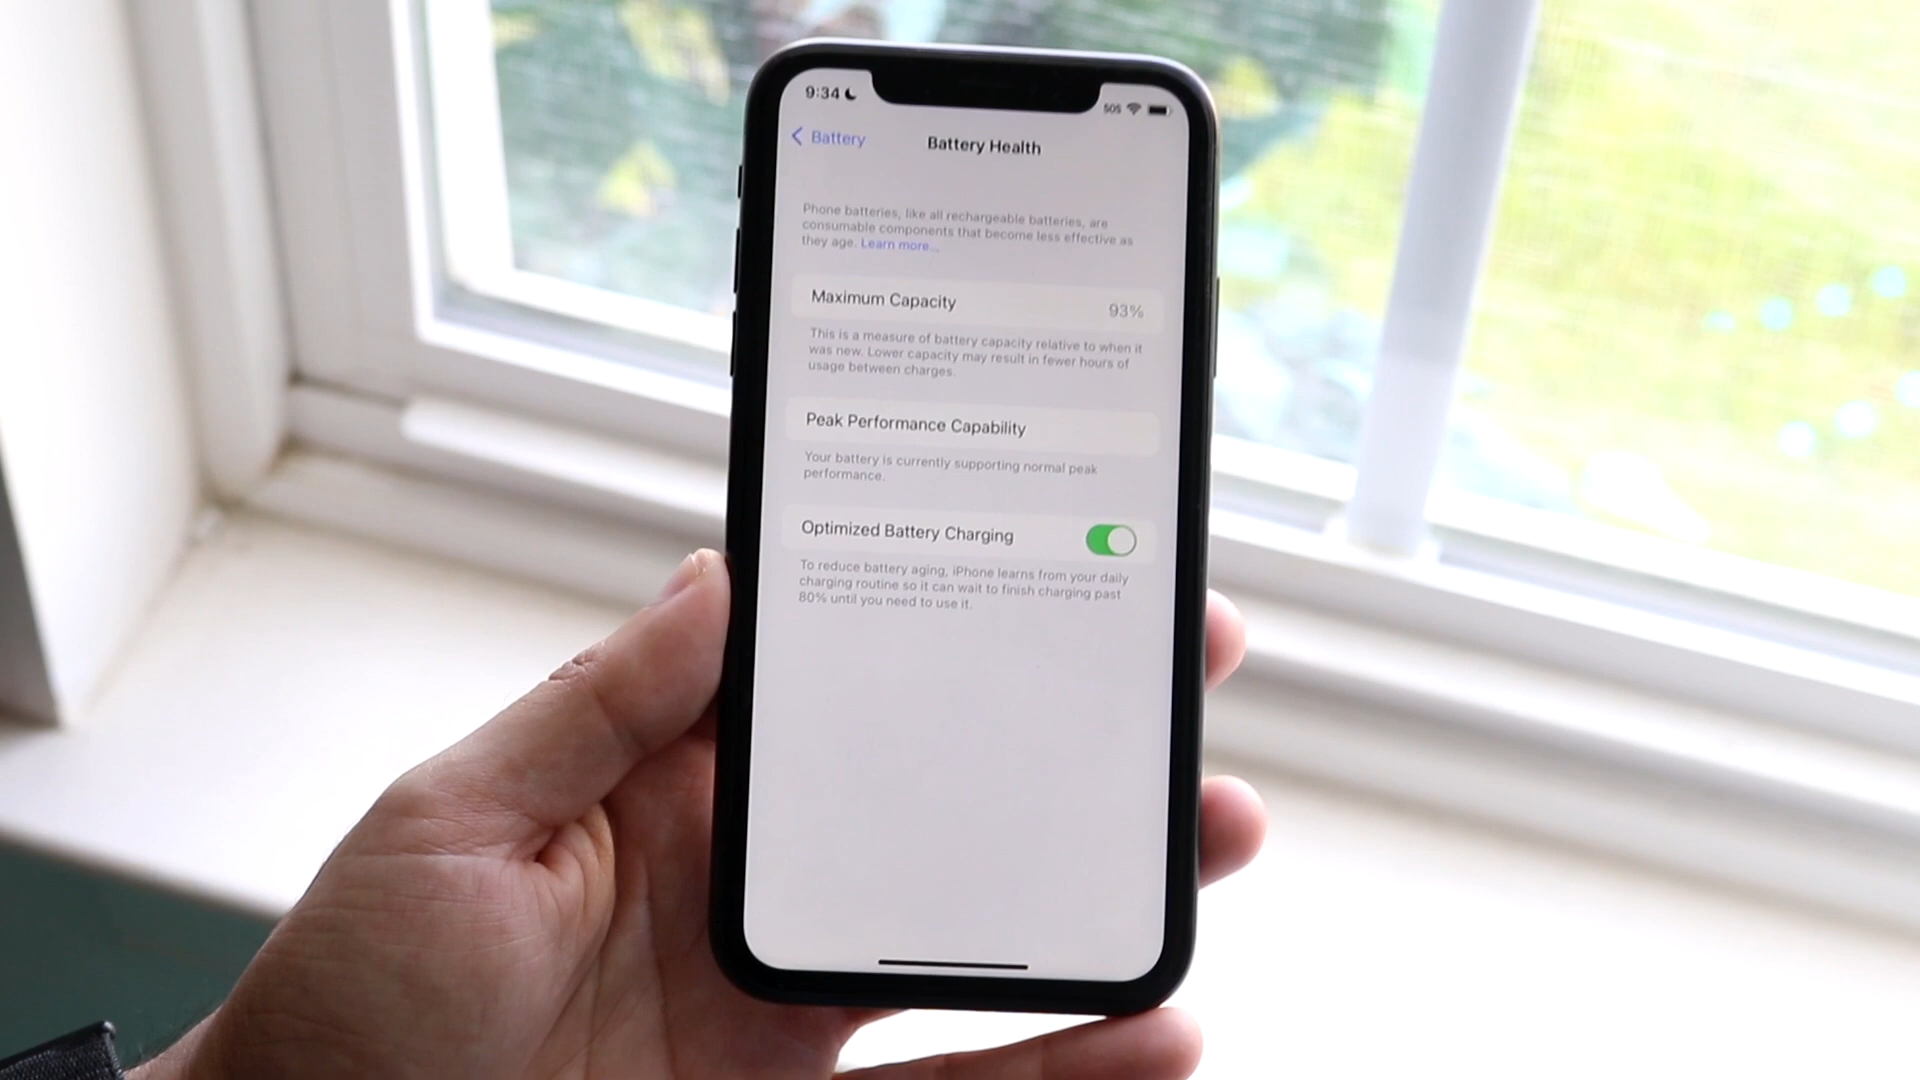 9:34
SOS
Battery
Battery Health
Phone batteries, like all rechargeable batteries, are
consumable components that become less effective as
they age. Learn more...
Maximum Capacity 93%
This is a measure of battery capacity relative to when it
was new. Lower capacity may result in fewer hours of
usage between charges.
Peak Performance Capability
Your battery is currently supporting normal peak
performance.
Optimized Battery Charging
To reduce battery aging, iPhone learns from your daily
charging routine so it can wait to finish charging past
80% until you need to use it.